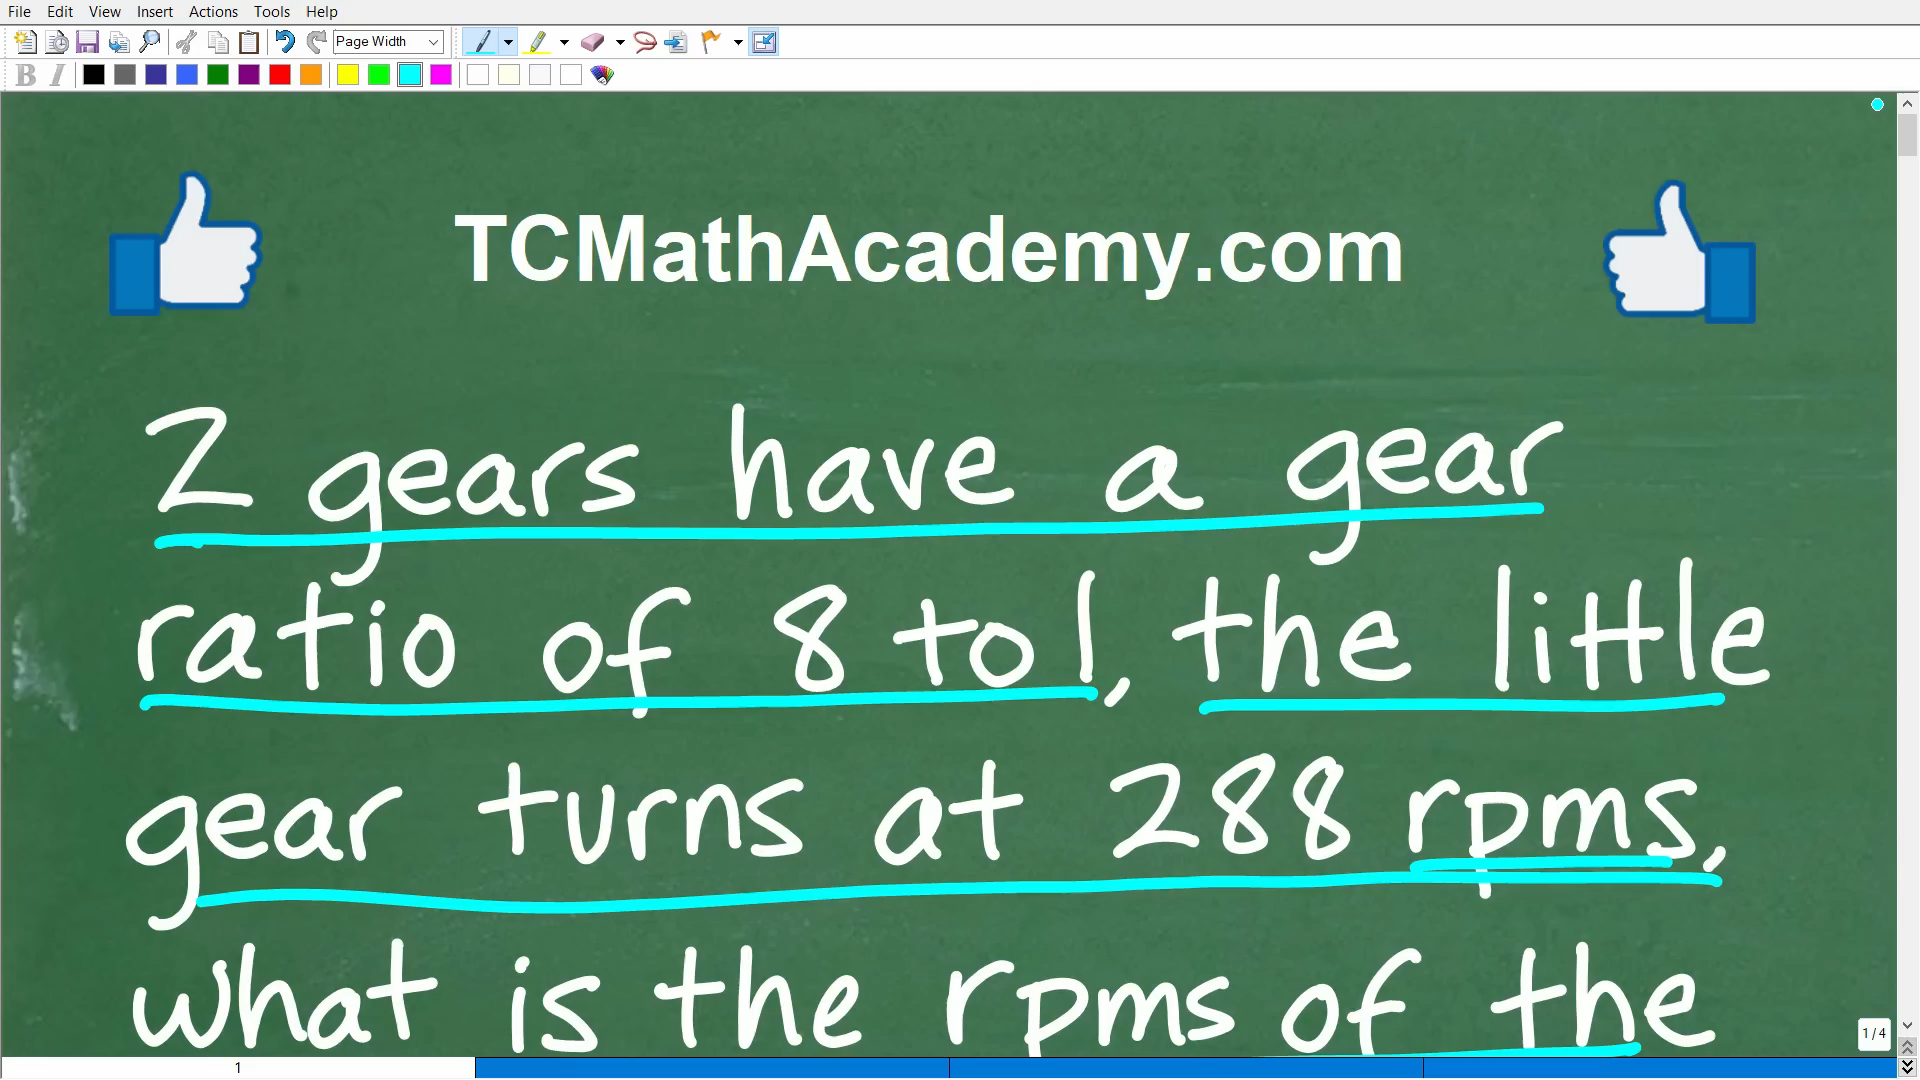 File Edit View Insert Actions Tools Help
Page Width
B I
TCMathAcademy.com
2 gears have a gear
ratio of 8 to 1, the little
gear turns at 288 rpms,
what is the rpms of the
1/4
1